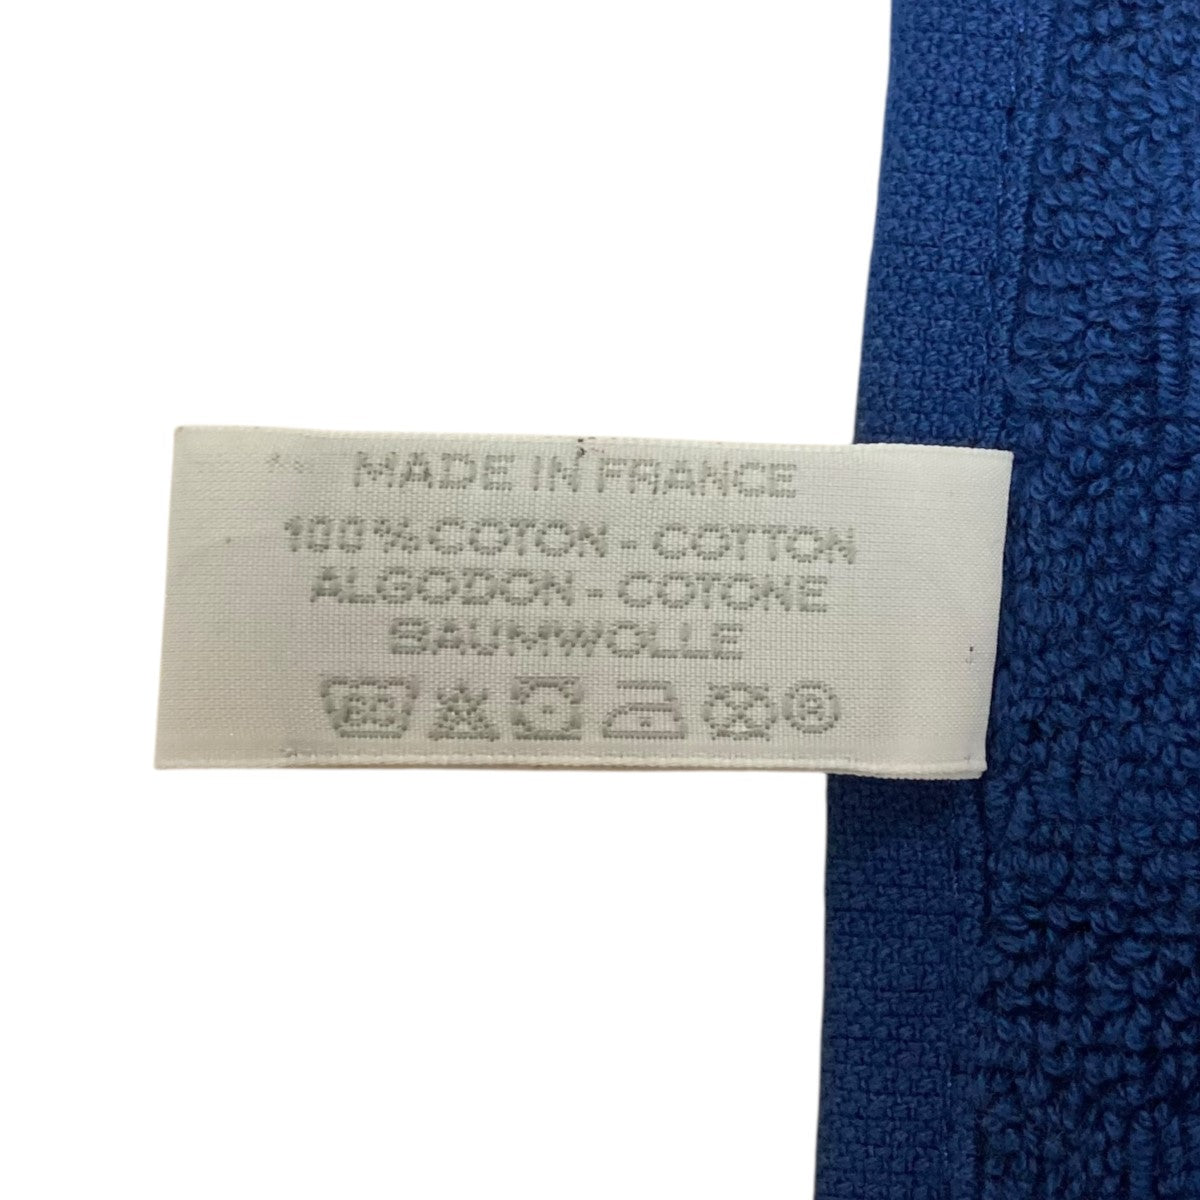 MADE IN FRANCE
100% COTON - COTTON
ALGODON - COTONE
BAUMWOLLE
®